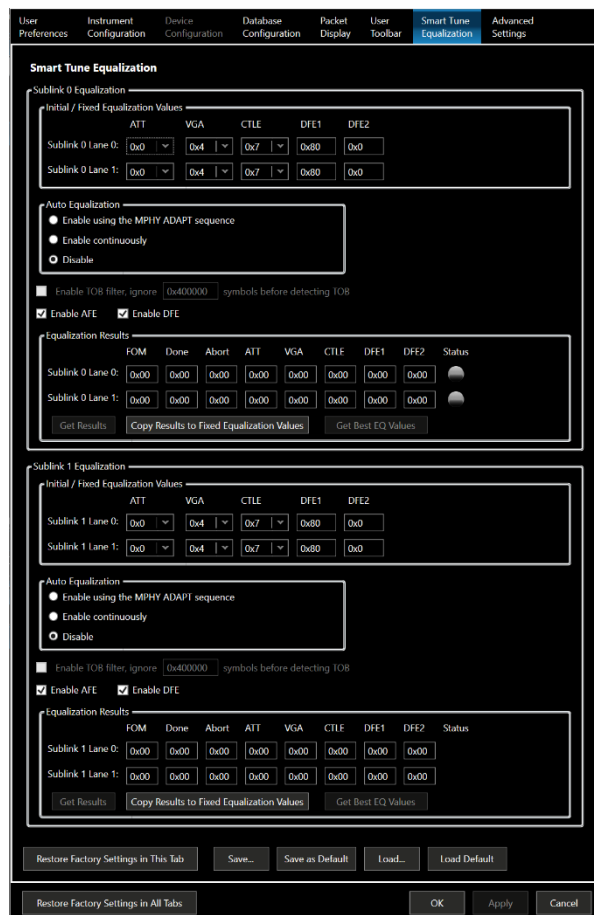 User Preferences Instrument Configuration Device Configuration Database Configuration Packet Display User Toolbar Smart Tune Equalization Advanced Settings
Smart Tune Equalization
Sublink 0 Equalization
Initial / Fixed Equalization Values
ATT VGA CTLE DFE1 DFE2
Sublink 0 Lane 0: 0x0 0x4 0x7 0x80 0x0
Sublink 0 Lane 1: 0x0 0x4 0x7 0x80 0x0
Auto Equalization
Enable using the MPHY ADAPT sequence
Enable continuously
Disable
Enable TOB filter, ignore 0x400000 symbols before detecting TOB
Enable AFE Enable DFE
Equalization Results
FOM Done Abort ATT VGA CTLE DFE1 DFE2 Status
Sublink 0 Lane 0: 0x00 0x00 0x00 0x00 0x00 0x00 0x00 0x00
Sublink 0 Lane 1: 0x00 0x00 0x00 0x00 0x00 0x00 0x00 0x00
Get Results Copy Results to Fixed Equalization Values Get Best EQ Values
Sublink 1 Equalization
Initial / Fixed Equalization Values
ATT VGA CTLE DFE1 DFE2
Sublink 1 Lane 0: 0x0 0x4 0x7 0x80 0x0
Sublink 1 Lane 1: 0x0 0x4 0x7 0x80 0x0
Auto Equalization
Enable using the MPHY ADAPT sequence
Enable continuously
Disable
Enable TOB filter, ignore 0x400000 symbols before detecting TOB
Enable AFE Enable DFE
Equalization Results
FOM Done Abort ATT VGA CTLE DFE1 DFE2 Status
Sublink 1 Lane 0: 0x00 0x00 0x00 0x00 0x00 0x00 0x00 0x00
Sublink 1 Lane 1: 0x00 0x00 0x00 0x00 0x00 0x00 0x00 0x00
Get Results Copy Results to Fixed Equalization Values Get Best EQ Values
Restore Factory Settings in This Tab Save... Save as Default Load... Load Default
Restore Factory Settings in All Tabs OK Apply Cancel